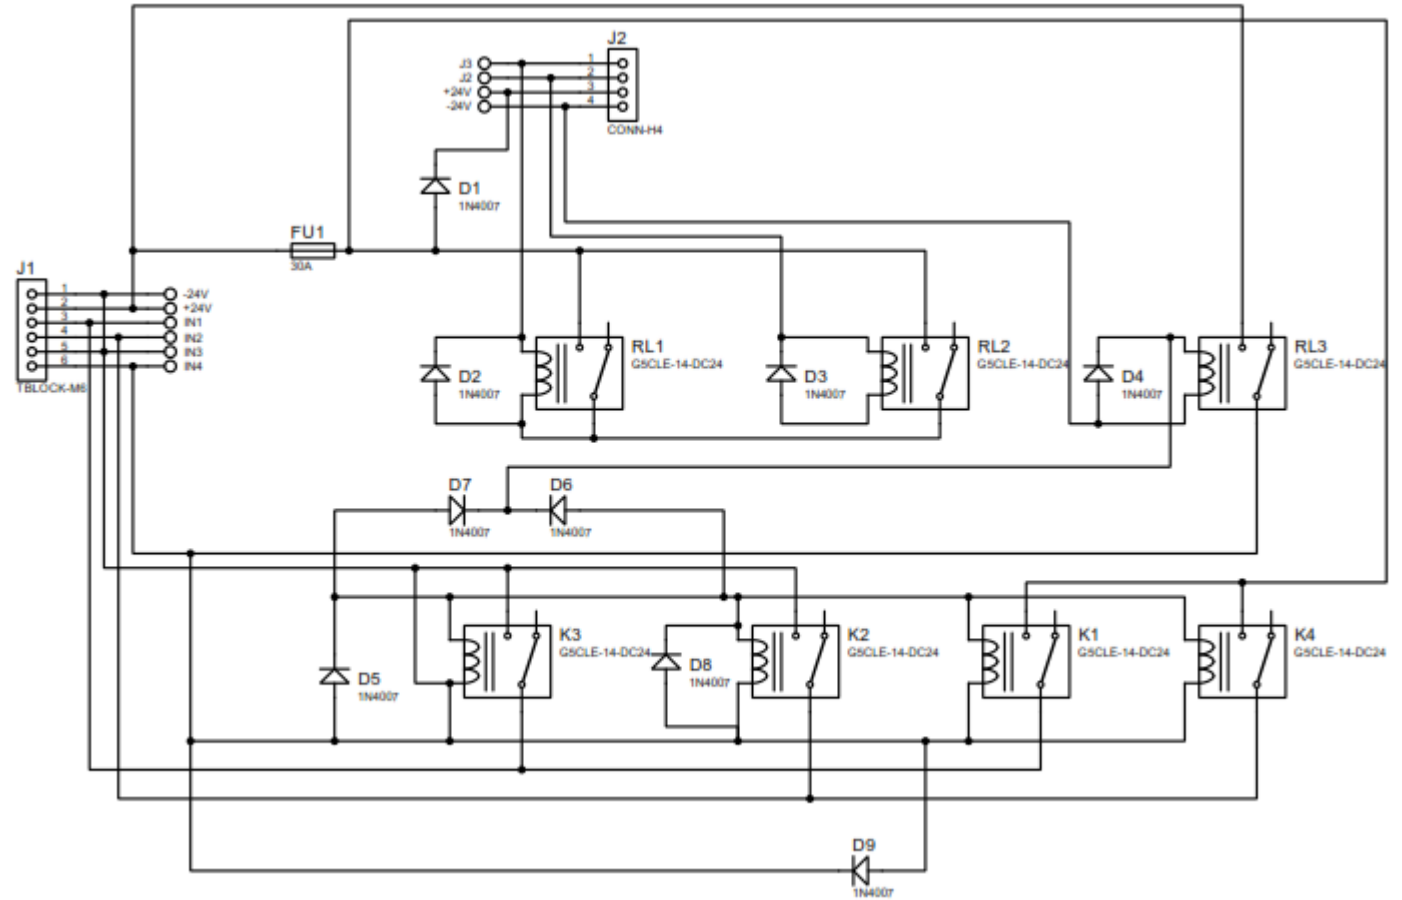 J2
J3
1
J2
2
+24V
3
-24V
4
CONN-H4
D1
1N4007
FU1
30A
J1
1
-24V
2
+24V
3
IN1
4
IN2
5
IN3
6
IN4
TBLOCK-M6
RL1
G5CLE-14-DC24
D2
1N4007
RL2
G5CLE-14-DC24
D3
1N4007
RL3
G5CLE-14-DC24
D4
1N4007
D7
1N4007
D6
1N4007
K3
G5CLE-14-DC24
D5
1N4007
K2
G5CLE-14-DC24
D8
1N4007
K1
G5CLE-14-DC24
K4
G5CLE-14-DC24
D9
1N4007